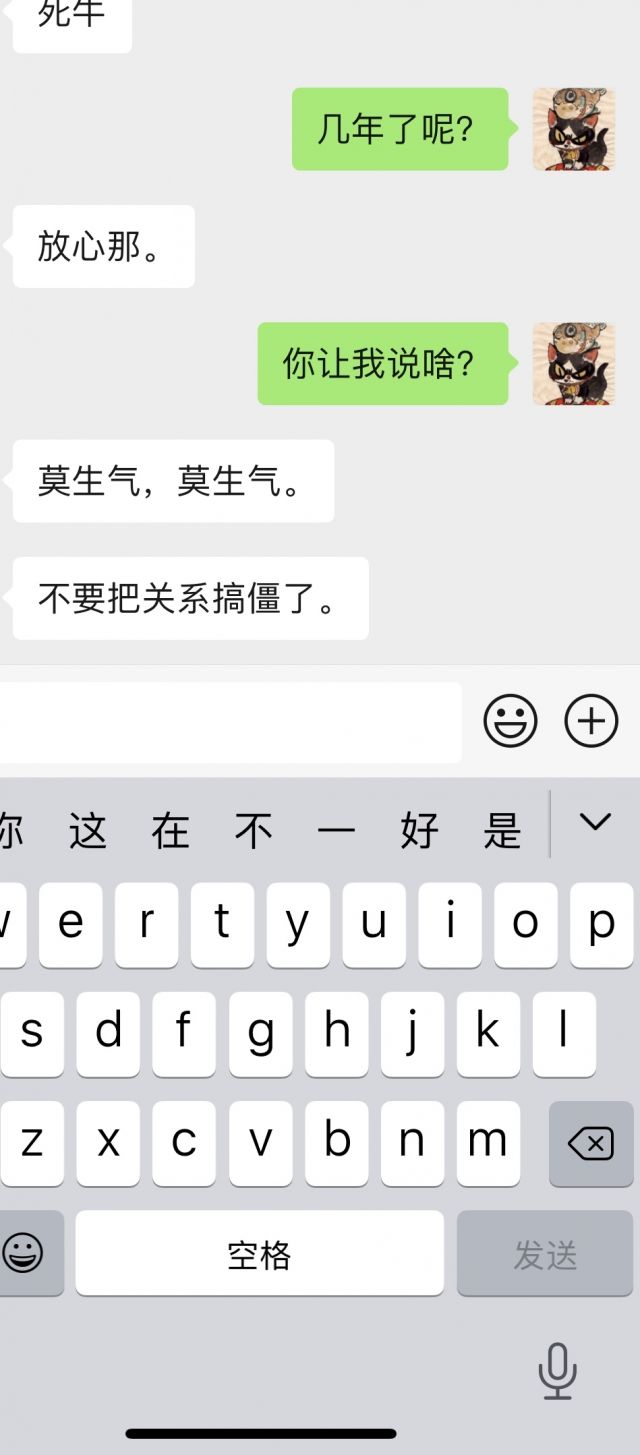 死牛
几年了呢？
放心那。
你让我说啥？
莫生气，莫生气。
不要把关系搞僵了。
你 这 在 不 一 好 是
w e r t y u i o p
s d f g h j k l
z x c v b n m
空格 发送